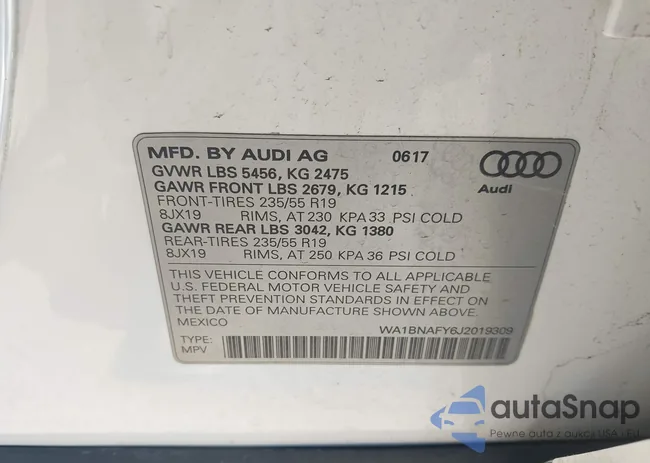 MFD. BY AUDI AG 0617
GVWR LBS 5456, KG 2475
GAWR FRONT LBS 2679, KG 1215
FRONT-TIRES 235/55 R19
8JX19 RIMS, AT 230 KPA 33 PSI COLD
GAWR REAR LBS 3042, KG 1380
REAR-TIRES 235/55 R19
8JX19 RIMS, AT 250 KPA 36 PSI COLD
Audi
THIS VEHICLE CONFORMS TO ALL APPLICABLE
U.S. FEDERAL MOTOR VEHICLE SAFETY AND
THEFT PREVENTION STANDARDS IN EFFECT ON
THE DATE OF MANUFACTURE SHOWN ABOVE.
MEXICO WA1BNAFY6J2019309
TYPE:
MPV
autaSnap
Pewne auta z aukcji USA